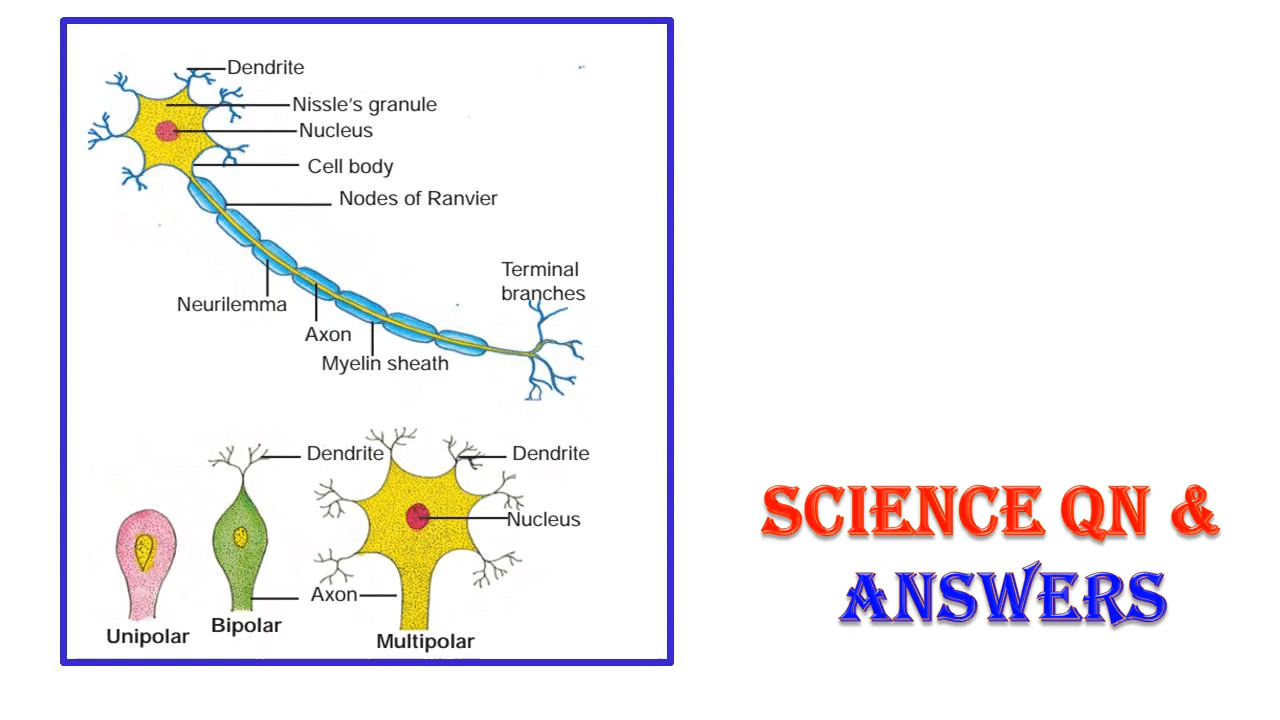 Dendrite
Nissle's granule
Nucleus
Cell body
Nodes of Ranvier
Terminal
branches
Neurilemma
Axon
Myelin sheath
Dendrite
Dendrite
Nucleus
Axon
Unipolar
Bipolar
Multipolar
SCIENCE QN &
ANSWERS